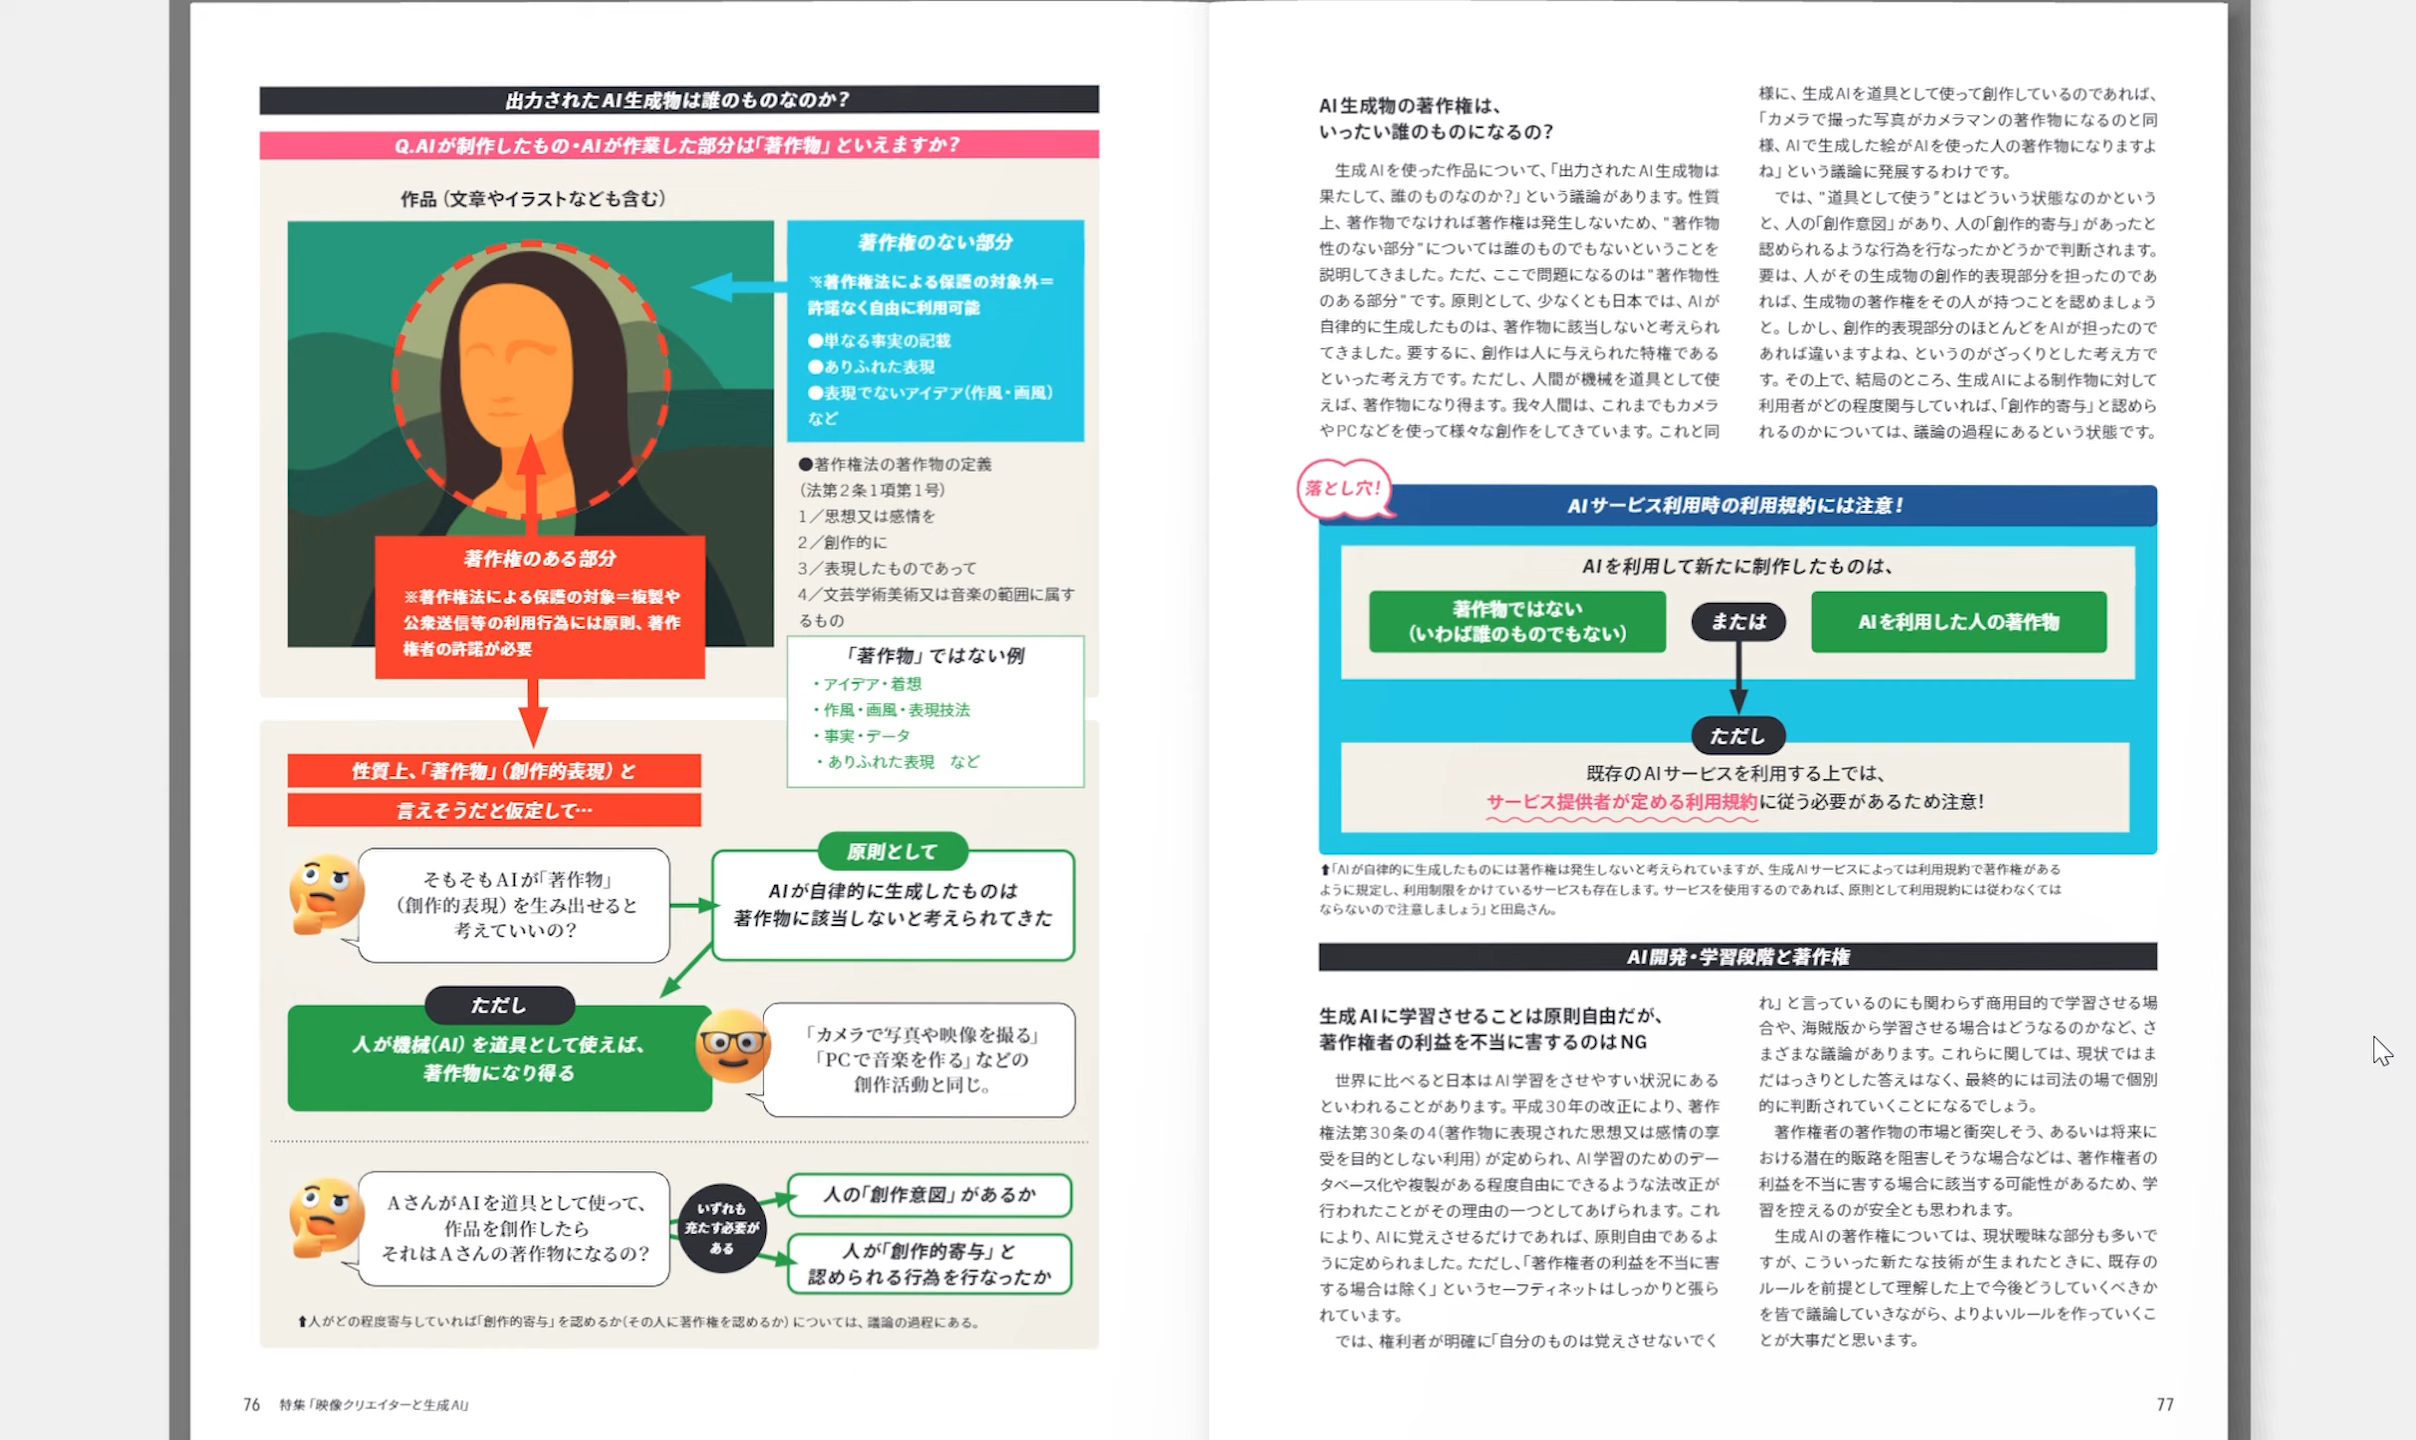 出力されたAI生成物は誰のものなのか？
Q.AIが制作したもの・AIが作業した部分は「著作物」といえますか？
作品（文章やイラストなども含む）
著作権のない部分
※著作権法による保護の対象外＝
許諾なく自由に利用可能
●単なる事実の記載
●ありふれた表現
●表現でないアイデア（作風・画風）
など
●著作権法の著作物の定義
（法第2条1項第1号）
1／思想又は感情を
2／創作的に
3／表現したものであって
4／文芸学術美術又は音楽の範囲に属す
るもの
著作権のある部分
※著作権法による保護の対象＝複製や
公衆送信等の利用行為には原則、著作
権者の許諾が必要
「著作物」ではない例
・アイデア・着想
・作風・画風・表現技法
・事実・データ
・ありふれた表現　など
性質上、「著作物」（創作的表現）と
言えそうだと仮定して…
そもそもAIが「著作物」
（創作的表現）を生み出せると
考えていいの？
原則として
AIが自律的に生成したものは
著作物に該当しないと考えられてきた
ただし
人が機械（AI）を道具として使えば、
著作物になり得る
「カメラで写真や映像を撮る」
「PCで音楽を作る」などの
創作活動と同じ。
AさんがAIを道具として使って、
作品を創作したら
それはAさんの著作物になるの？
いずれも
充たす必要が
ある
人の「創作意図」があるか
人が「創作的寄与」と
認められる行為を行なったか
⬆人がどの程度寄与していれば「創作的寄与」を認めるか（その人に著作権を認めるか）については、議論の過程にある。
76　特集「映像クリエイターと生成AI」
AI生成物の著作権は、
いったい誰のものになるの？
生成AIを使った作品について、「出力されたAI生成物は
果たして、誰のものなのか？」という議論があります。性質
上、著作物でなければ著作権は発生しないため、"著作物
性のない部分"については誰のものでもないということを
説明してきました。ただ、ここで問題になるのは"著作物性
のある部分"です。原則として、少なくとも日本では、AIが
自律的に生成したものは、著作物に該当しないと考えられ
てきました。要するに、創作は人に与えられた特権である
といった考え方です。ただし、人間が機械を道具として使
えば、著作物になり得ます。我々人間は、これまでもカメラ
やPCなどを使って様々な創作をしてきています。これと同
様に、生成AIを道具として使って創作しているのであれば、
「カメラで撮った写真がカメラマンの著作物になるのと同
様、AIで生成した絵がAIを使った人の著作物になりますよ
ね」という議論に発展するわけです。
では、"道具として使う"とはどういう状態なのかという
と、人の「創作意図」があり、人の「創作的寄与」があったと
認められるような行為を行なったかどうかで判断されます。
要は、人がその生成物の創作的表現部分を担ったのであ
れば、生成物の著作権をその人が持つことを認めましょう
と。しかし、創作的表現部分のほとんどをAIが担ったので
あれば違いますよね、というのがざっくりとした考え方で
す。その上で、結局のところ、生成AIによる制作物に対して
利用者がどの程度関与していれば、「創作的寄与」と認めら
れるのかについては、議論の過程にあるという状態です。
落とし穴！
AIサービス利用時の利用規約には注意！
AIを利用して新たに制作したものは、
著作物ではない
（いわば誰のものでもない）
または
AIを利用した人の著作物
ただし
既存のAIサービスを利用する上では、
サービス提供者が定める利用規約に従う必要があるため注意！
⬆「AIが自律的に生成したものには著作権は発生しないと考えられていますが、生成AIサービスによっては利用規約で著作権がある
ように規定し、利用制限をかけているサービスも存在します。サービスを使用するのであれば、原則として利用規約には従わなくては
ならないので注意しましょう」と田島さん。
AI開発・学習段階と著作権
生成AIに学習させることは原則自由だが、
著作権者の利益を不当に害するのはNG
世界に比べると日本はAI学習をさせやすい状況にある
といわれることがあります。平成30年の改正により、著作
権法第30条の4（著作物に表現された思想又は感情の享
受を目的としない利用）が定められ、AI学習のためのデー
タベース化や複製がある程度自由にできるような法改正が
行われたことがその理由の一つとしてあげられます。これ
により、AIに覚えさせるだけであれば、原則自由であるよ
うに定められました。ただし、「著作権者の利益を不当に害
する場合は除く」というセーフティネットはしっかりと張ら
れています。
では、権利者が明確に「自分のものは覚えさせないでく
れ」と言っているのにも関わらず商用目的で学習させる場
合や、海賊版から学習させる場合はどうなるのかなど、さ
まざまな議論があります。これらに関しては、現状ではま
だはっきりとした答えはなく、最終的には司法の場で個別
的に判断されていくことになるでしょう。
著作権者の著作物の市場と衝突しそう、あるいは将来に
おける潜在的販路を阻害しそうな場合などは、著作権者の
利益を不当に害する場合に該当する可能性があるため、学
習を控えるのが安全とも思われます。
生成AIの著作権については、現状曖昧な部分も多いで
すが、こういった新たな技術が生まれたときに、既存の
ルールを前提として理解した上で今後どうしていくべきか
を皆で議論していきながら、よりよいルールを作っていくこ
とが大事だと思います。
77